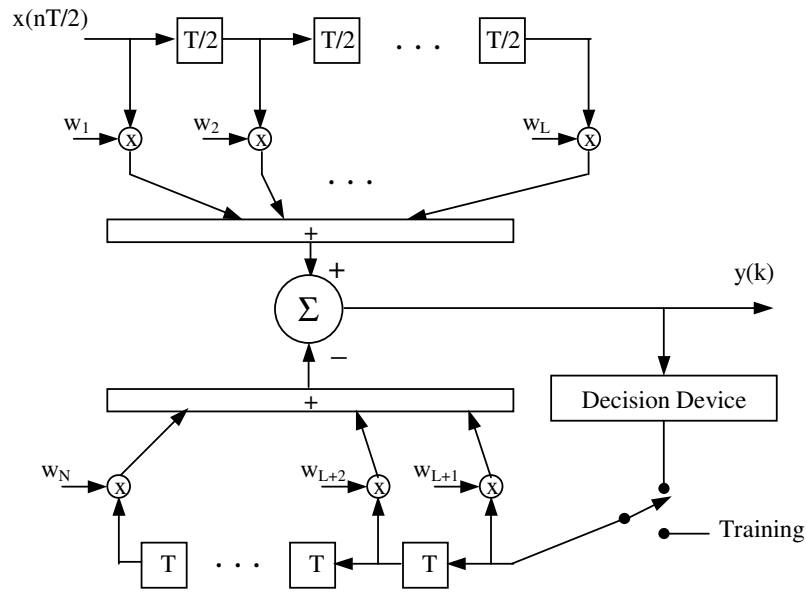 x(nT/2)
T/2 T/2 . . . T/2
w1 x w2 x wL x
. . .
+
+
Σ y(k)
−
+ Decision Device
wN x wL+2 x wL+1 x
Training
T . . . T T